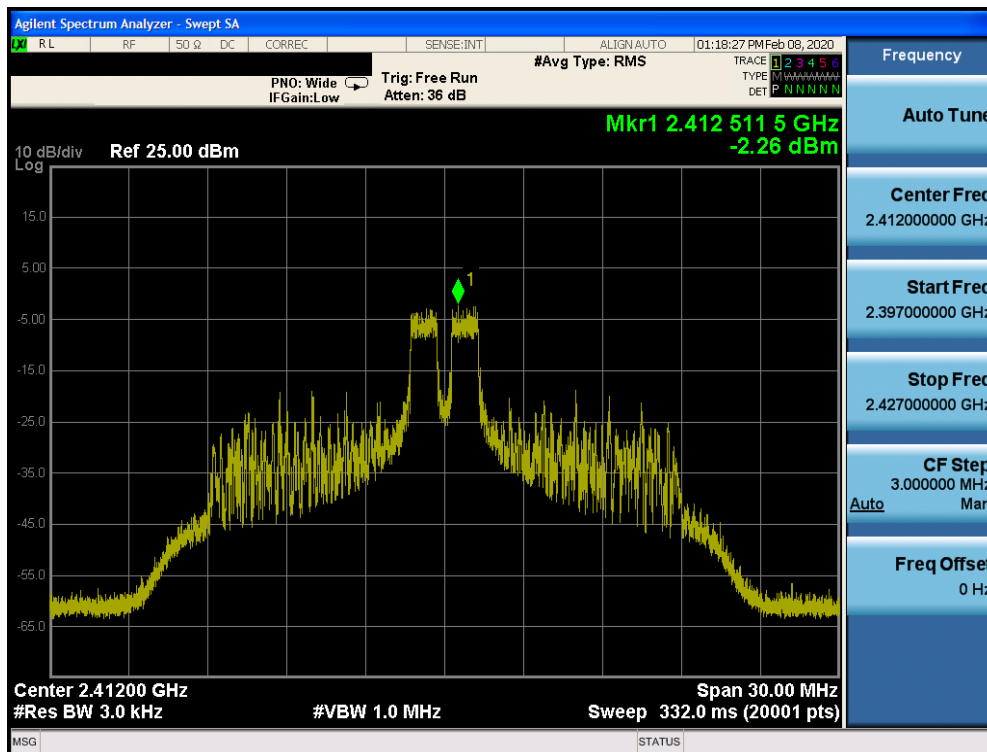 Agilent Spectrum Analyzer - Swept SA
LXI RL RF 50 Ω DC CORREC SENSE:INT ALIGN AUTO 01:18:27 PM Feb 08, 2020
#Avg Type: RMS TRACE 1 2 3 4 5 6
PNO: Wide Trig: Free Run TYPE M WWWWW
IFGain:Low Atten: 36 dB DET P N N N N N
Mkr1 2.412 511 5 GHz
-2.26 dBm
10 dB/div Ref 25.00 dBm
Log
15.0
5.00
1
-5.00
-15.0
-25.0
-35.0
-45.0
-55.0
-65.0
Center 2.41200 GHz Span 30.00 MHz
#Res BW 3.0 kHz #VBW 1.0 MHz Sweep 332.0 ms (20001 pts)
MSG STATUS
Frequency
Auto Tune
Center Freq
2.412000000 GHz
Start Freq
2.397000000 GHz
Stop Freq
2.427000000 GHz
CF Step
3.000000 MHz
Auto Man
Freq Offset
0 Hz